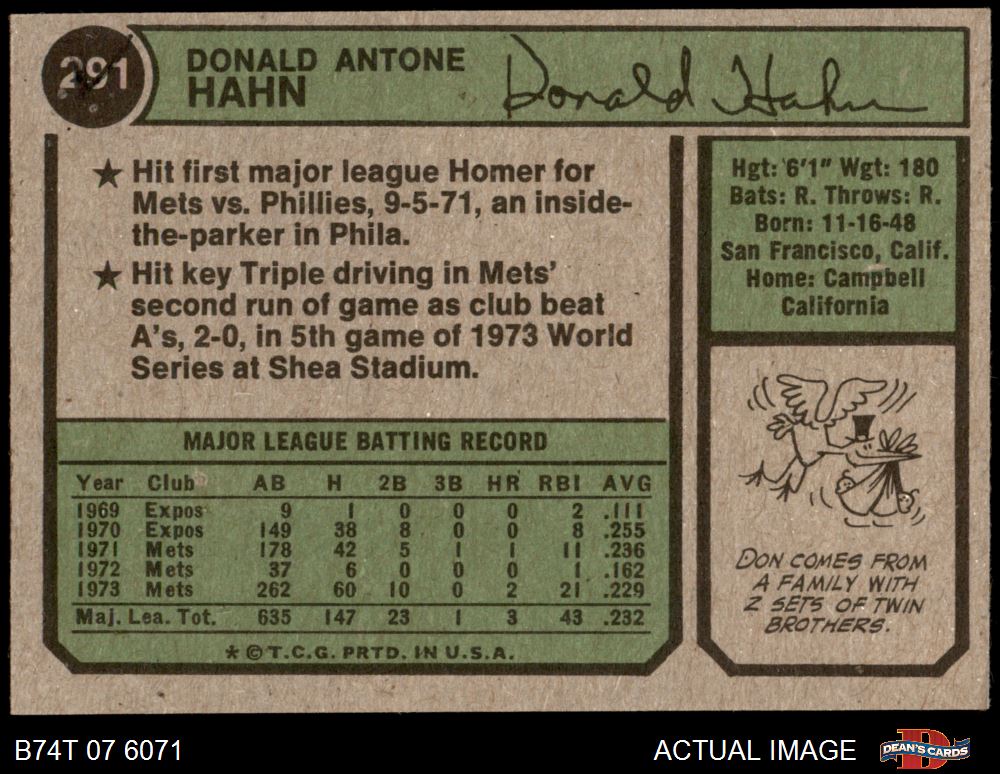 291
DONALD ANTONE
HAHN
Donald Hahn
★ Hit first major league Homer for
Mets vs. Phillies, 9-5-71, an inside-
the-parker in Phila.
★ Hit key Triple driving in Mets'
second run of game as club beat
A's, 2-0, in 5th game of 1973 World
Series at Shea Stadium.
Hgt: 6'1" Wgt: 180
Bats: R. Throws: R.
Born: 11-16-48
San Francisco, Calif.
Home: Campbell
California
MAJOR LEAGUE BATTING RECORD
Year Club AB H 2B 3B HR RBI AVG
1969 Expos 9 1 0 0 0 2 .111
1970 Expos 149 38 8 0 0 8 .255
1971 Mets 178 42 5 1 1 11 .236
1972 Mets 37 6 0 0 0 1 .162
1973 Mets 262 60 10 0 2 21 .229
Maj. Lea. Tot. 635 147 23 1 3 43 .232
* © T.C.G. PRTD. IN U.S.A.
DON COMES FROM
A FAMILY WITH
2 SETS OF TWIN
BROTHERS.
B74T 07 6071
ACTUAL IMAGE
DEAN'S CARDS